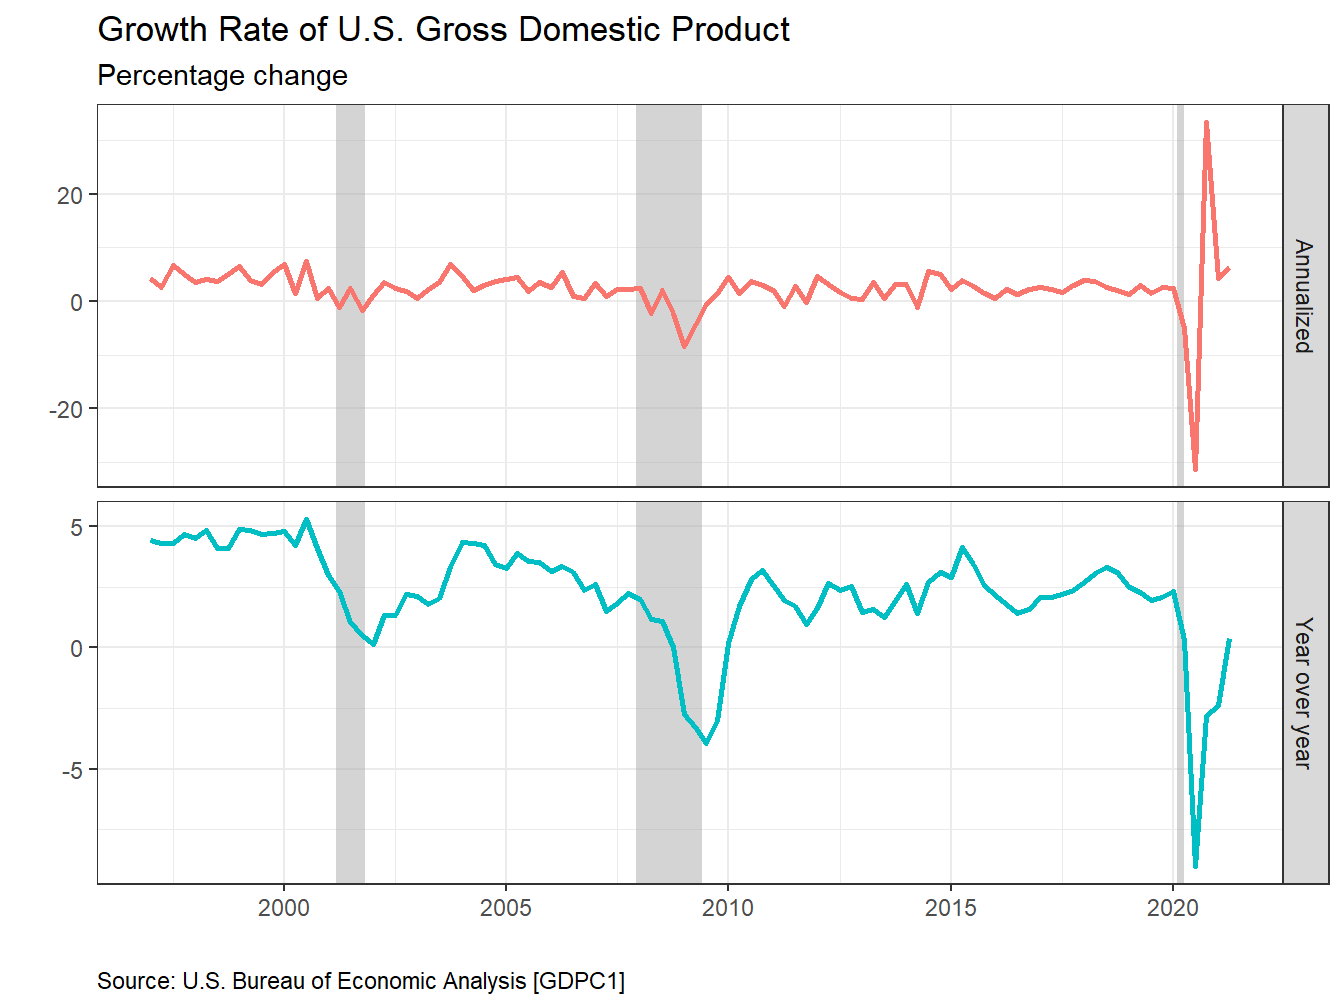 Growth Rate of U.S. Gross Domestic Product
Percentage change
20
0
-20
Annualized
5
0
-5
Year over year
2000
2005
2010
2015
2020
Source: U.S. Bureau of Economic Analysis [GDPC1]